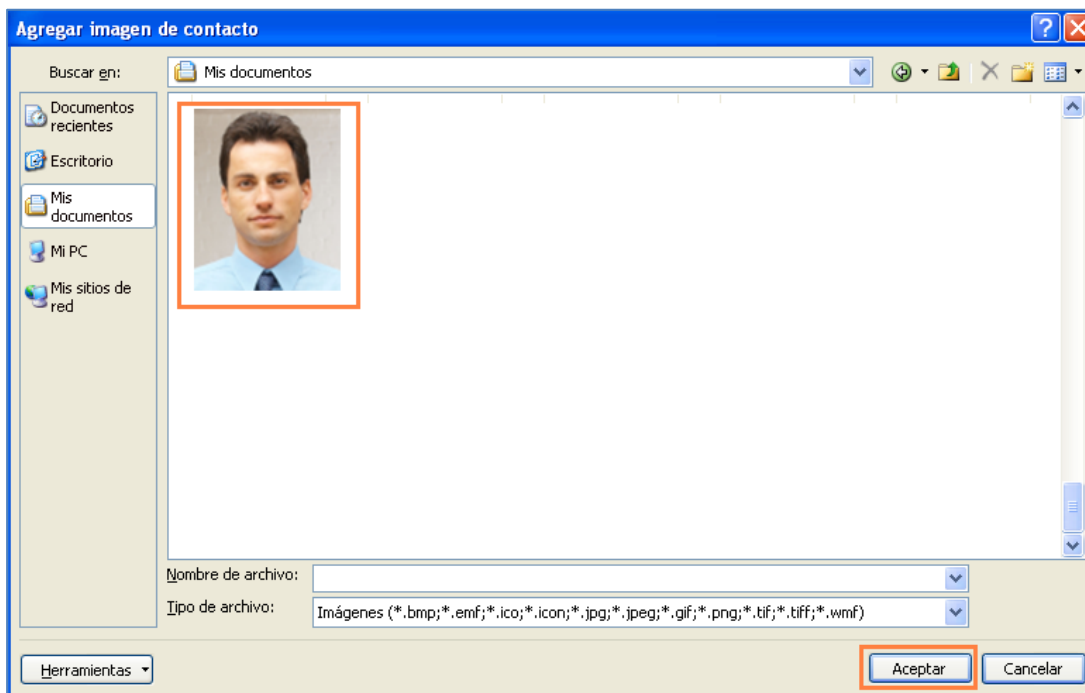 Agregar imagen de contacto
Buscar en:
Mis documentos
Documentos
recientes
Escritorio
Mis
documentos
Mi PC
Mis sitios de
red
Nombre de archivo:
Tipo de archivo:
Imágenes (*.bmp;*.emf;*.ico;*.icon;*.jpg;*.jpeg;*.gif;*.png;*.tif;*.tiff;*.wmf)
Herramientas
Aceptar
Cancelar